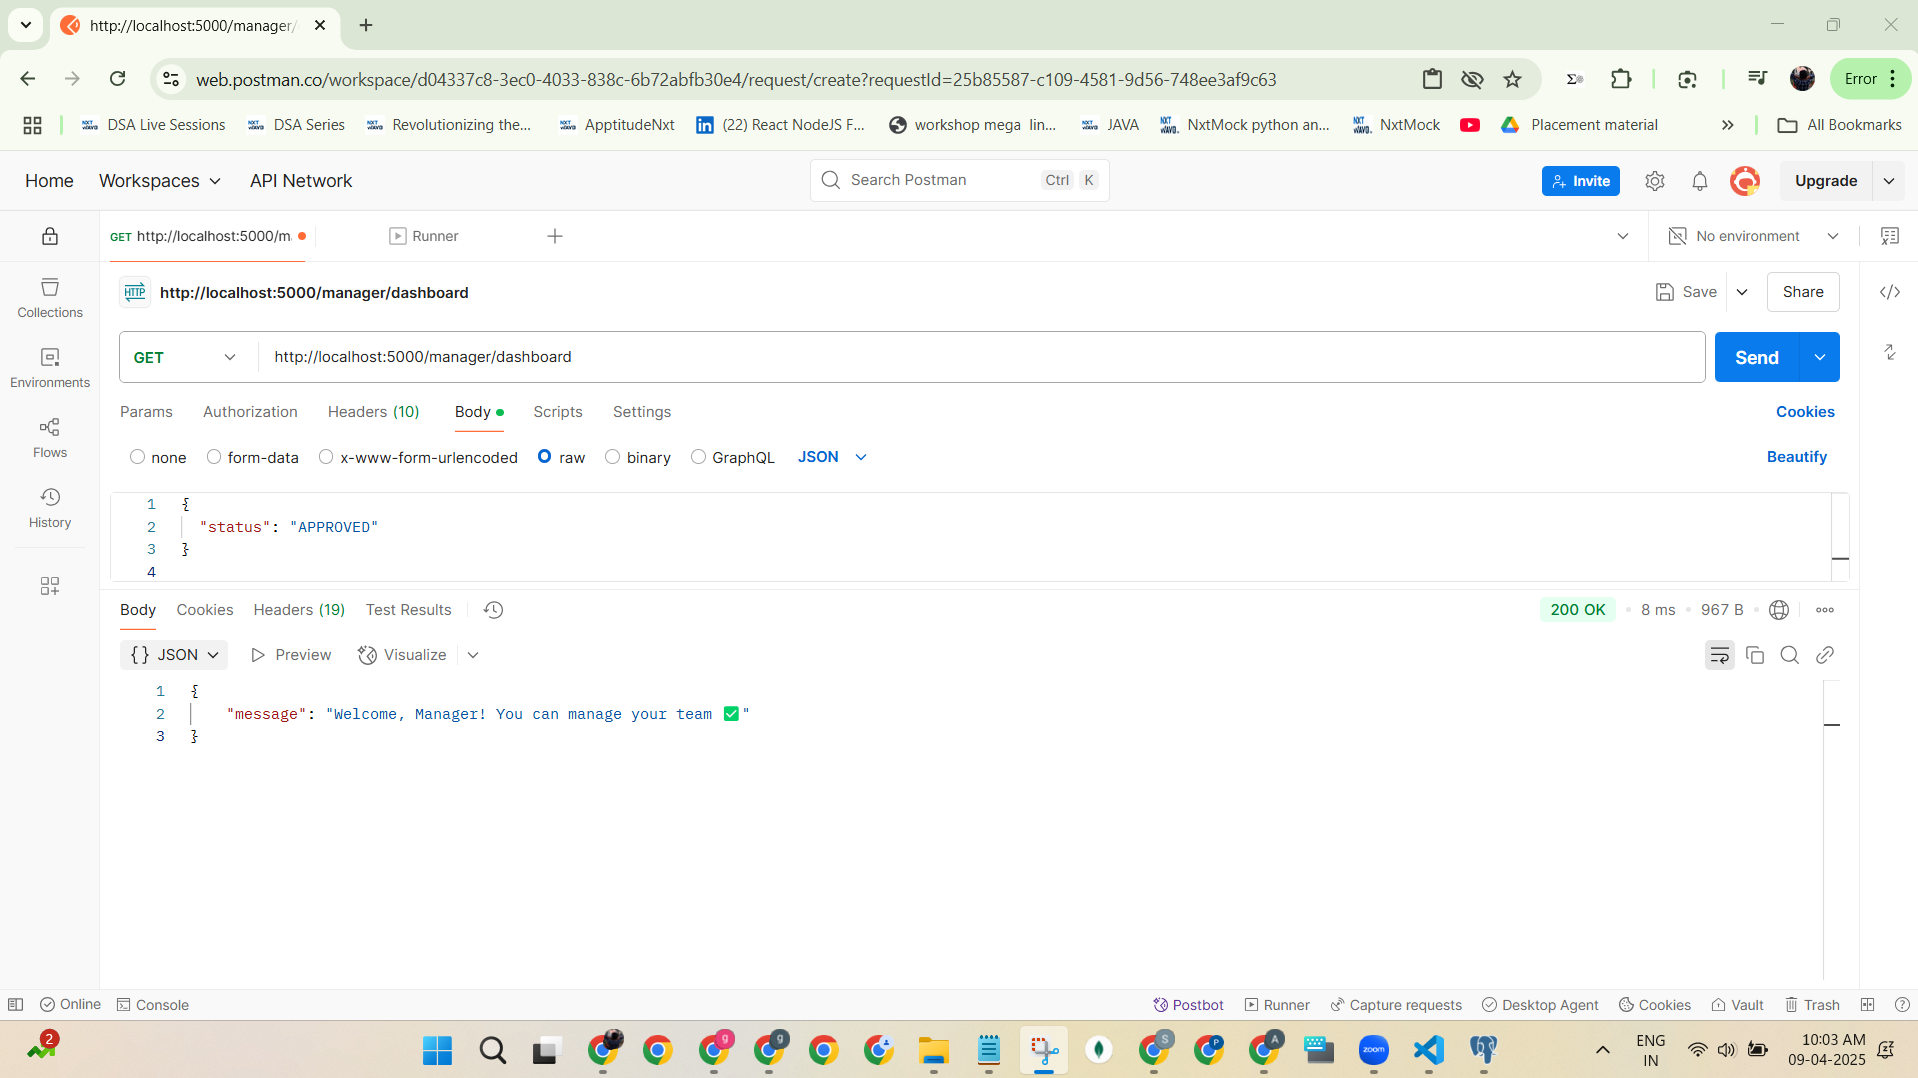 http://localhost:5000/manager/
web.postman.co/workspace/d04337c8-3ec0-4033-838c-6b72abfb30e4/request/create?requestId=25b85587-c109-4581-9d56-748ee3af9c63
Error
DSA Live Sessions
DSA Series
Revolutionizing the...
ApptitudeNxt
(22) React NodeJS F...
workshop mega lin...
JAVA
NxtMock python an...
NxtMock
Placement material
All Bookmarks
Home
Workspaces
API Network
Search Postman
Ctrl K
Invite
Upgrade
GET http://localhost:5000/m
Runner
No environment
Collections
Environments
Flows
History
HTTP http://localhost:5000/manager/dashboard
Save
Share
GET
http://localhost:5000/manager/dashboard
Send
Params
Authorization
Headers (10)
Body
Scripts
Settings
Cookies
none
form-data
x-www-form-urlencoded
raw
binary
GraphQL
JSON
Beautify
1 {
2 "status": "APPROVED"
3 }
4
Body
Cookies
Headers (19)
Test Results
200 OK
8 ms
967 B
{} JSON
Preview
Visualize
1 {
2 "message": "Welcome, Manager! You can manage your team ✅"
3 }
Online
Console
Postbot
Runner
Capture requests
Desktop Agent
Cookies
Vault
Trash
2
g
g
S
P
A
zoom
ENG
IN
10:03 AM
09-04-2025